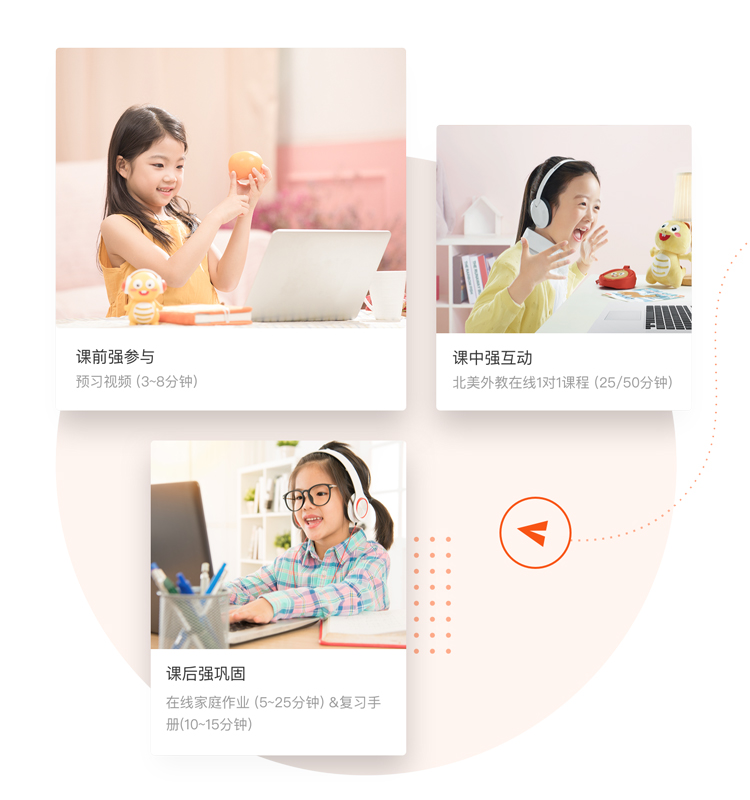 课前强参与
预习视频 (3~8分钟)
课中强互动
北美外教在线1对1课程 (25/50分钟)
课后强巩固
在线家庭作业 (5~25分钟) &复习手
册(10~15分钟)